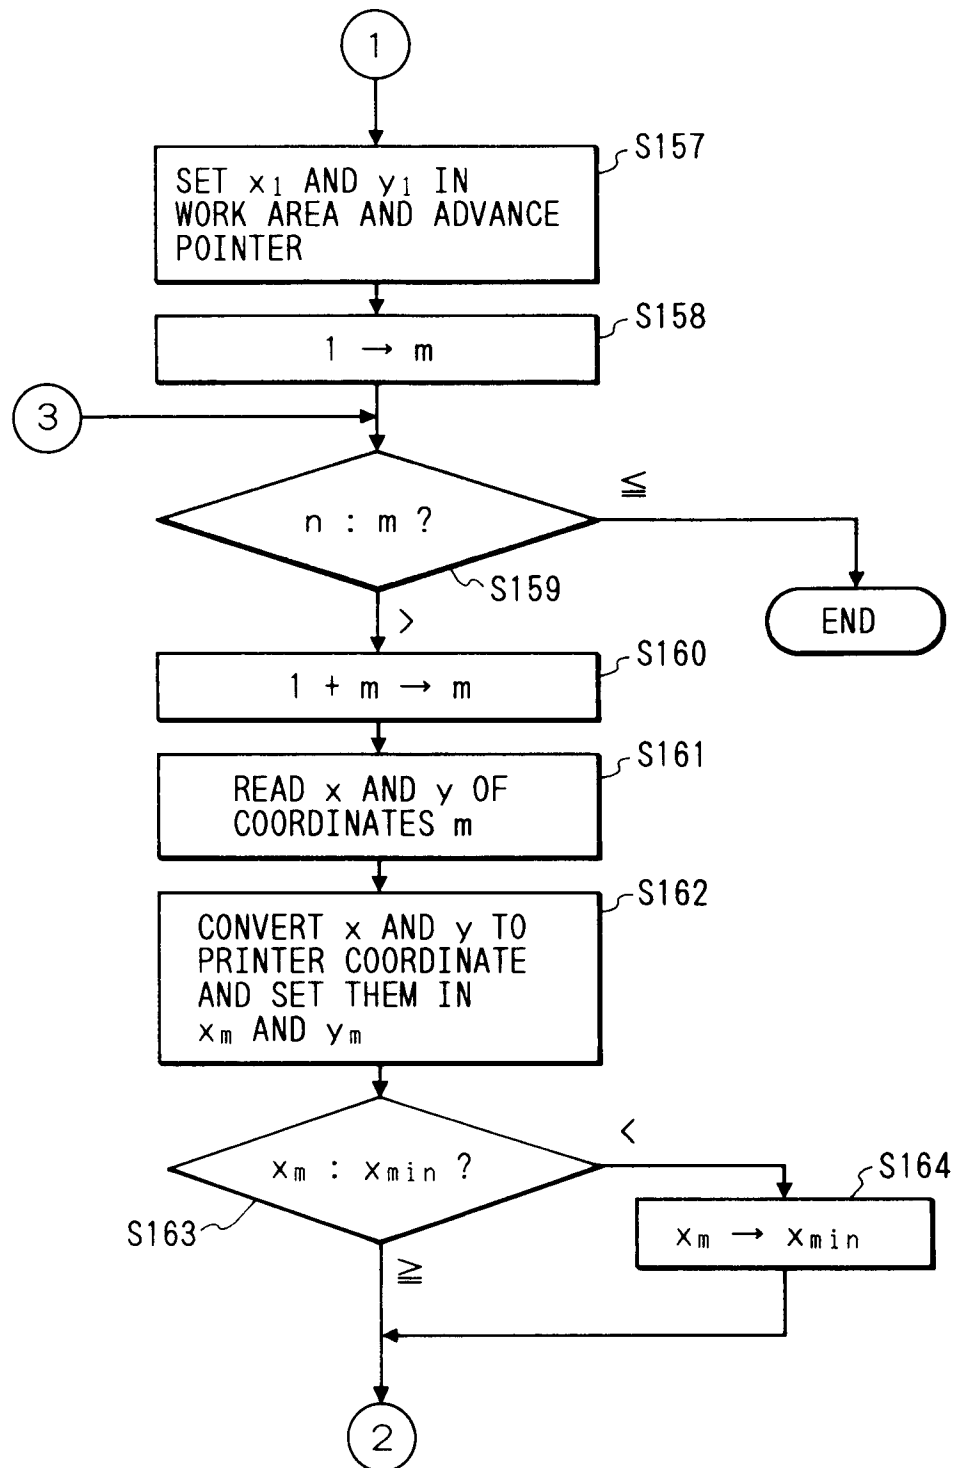 1
S157
SET x₁ AND y₁ IN
WORK AREA AND ADVANCE
POINTER
S158
1 → m
3
n : m ?
≦
S159
>
END
S160
1 + m → m
S161
READ x AND y OF
COORDINATES m
S162
CONVERT x AND y TO
PRINTER COORDINATE
AND SET THEM IN
xₘ AND yₘ
<
xₘ : xmin ?
S163
S164
xₘ → xmin
≧
2